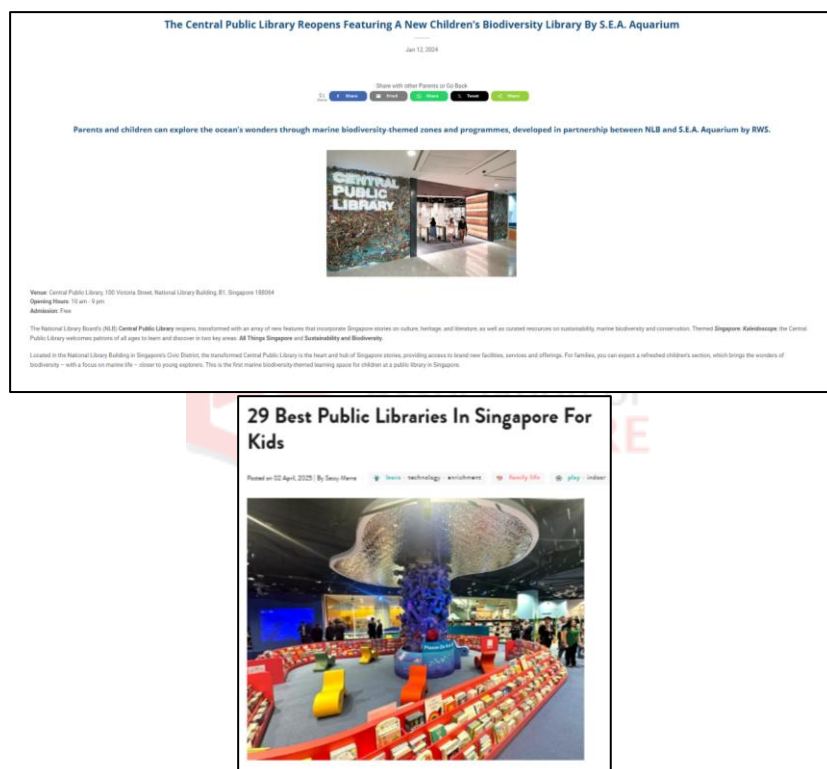 The Central Public Library Reopens Featuring A New Children's Biodiversity Library By S.E.A. Aquarium
Jan 12, 2024
Share with other Parents or Go Back
Share
Email
Share
Tweet
Share
Parents and children can explore the ocean's wonders through marine biodiversity-themed zones and programmes, developed in partnership between NLB and S.E.A. Aquarium by RWS.
CENTRAL
PUBLIC
LIBRARY
Venue: Central Public Library, 100 Victoria Street, National Library Building, B1, Singapore 188064
Opening Hours: 10 am - 9 pm
Admission: Free
The National Library Board's (NLB) Central Public Library reopens, transformed with an array of new features that incorporate Singapore stories on culture, heritage, and literature, as well as curated resources on sustainability, marine biodiversity and conservation. Themed Singapore: Kaleidoscope, the Central
Public Library welcomes patrons of all ages to learn and discover in two key areas: All Things Singapore and Sustainability and Biodiversity.
Located in the National Library Building in Singapore's Civic District, the transformed Central Public Library is the heart and hub of Singapore stories, providing access to brand new facilities, services and offerings. For families, you can expect a refreshed children's section, which brings the wonders of
biodiversity – with a focus on marine life – closer to young explorers. This is the first marine biodiversity-themed learning space for children at a public library in Singapore.
29 Best Public Libraries In Singapore For
Kids
Posted on 02 April, 2025 | By Sassy Mama learn · technology · enrichment family life play · indoor